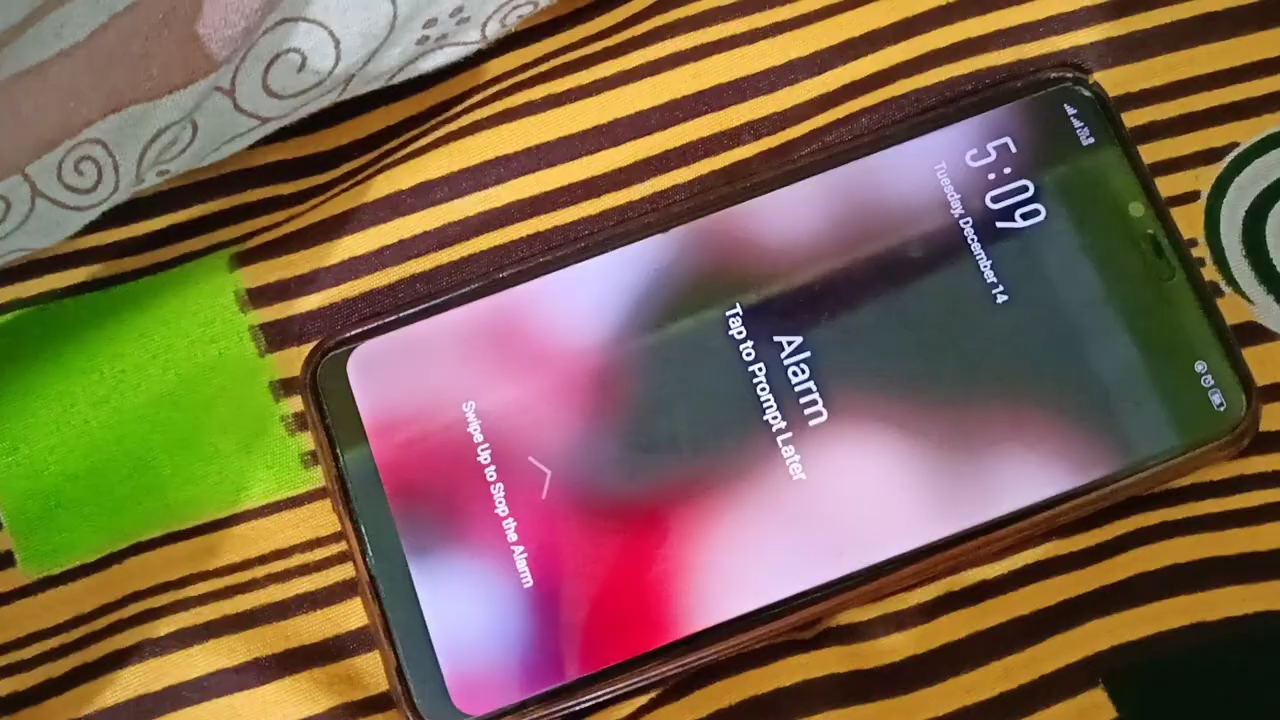 5:09
Tuesday, December 14
Alarm
Tap to Prompt Later
Swipe Up to Stop the Alarm